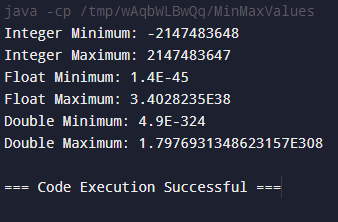 java -cp /tmp/wAqbWLBwQq/MinMaxValues
Integer Minimum: -2147483648
Integer Maximum: 2147483647
Float Minimum: 1.4E-45
Float Maximum: 3.4028235E38
Double Minimum: 4.9E-324
Double Maximum: 1.7976931348623157E308
=== Code Execution Successful ===